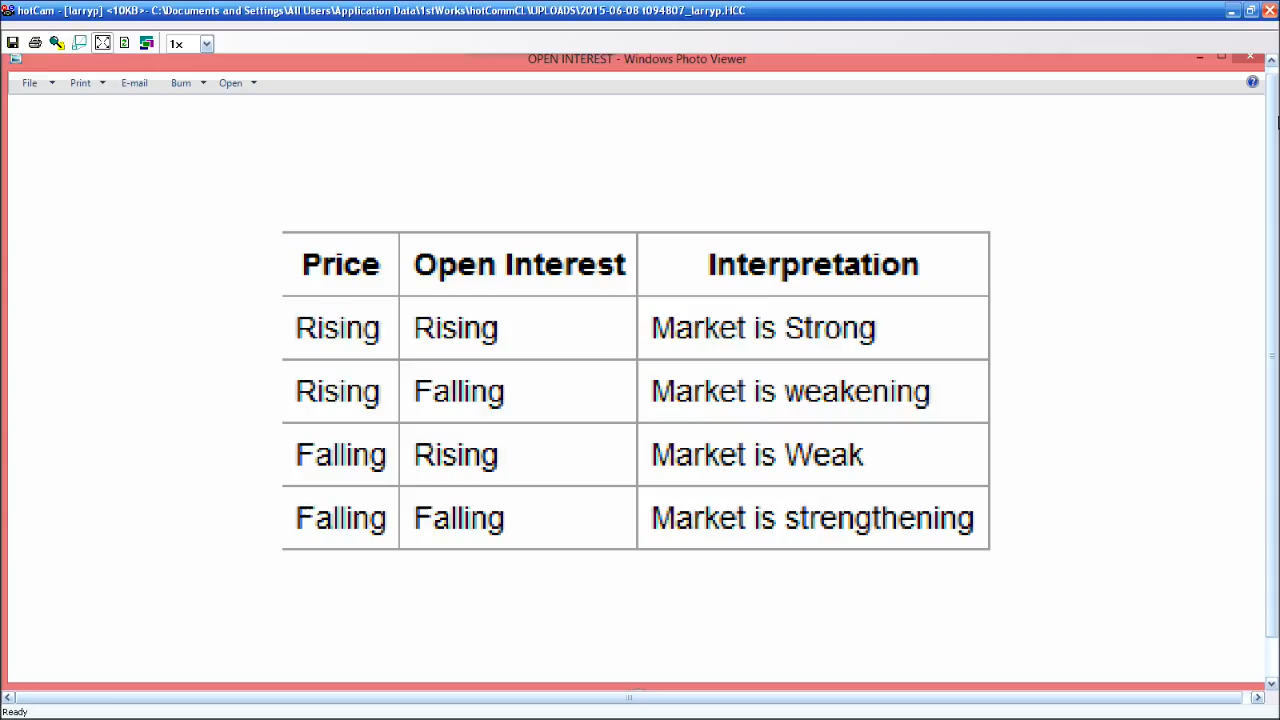 hotCam - [larryp] <10KB>- C:\Documents and Settings\All Users\Application Data\1stWorks\hotCommCL\UPLOADS\2015-06-08 t094807_larryp.HCC
1x
OPEN INTEREST - Windows Photo Viewer
File Print E-mail Burn Open
Price Open Interest Interpretation
Rising Rising Market is Strong
Rising Falling Market is weakening
Falling Rising Market is Weak
Falling Falling Market is strengthening
Ready